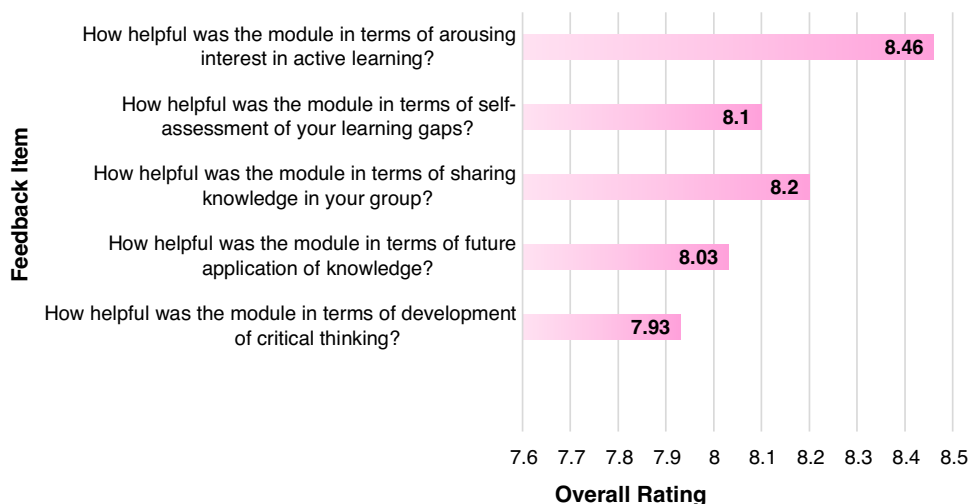 How helpful was the module in terms of arousing
interest in active learning?
8.46
How helpful was the module in terms of self-
assessment of your learning gaps?
8.1
How helpful was the module in terms of sharing
knowledge in your group?
8.2
How helpful was the module in terms of future
application of knowledge?
8.03
How helpful was the module in terms of development
of critical thinking?
7.93
Feedback Item
7.6 7.7 7.8 7.9 8 8.1 8.2 8.3 8.4 8.5
Overall Rating